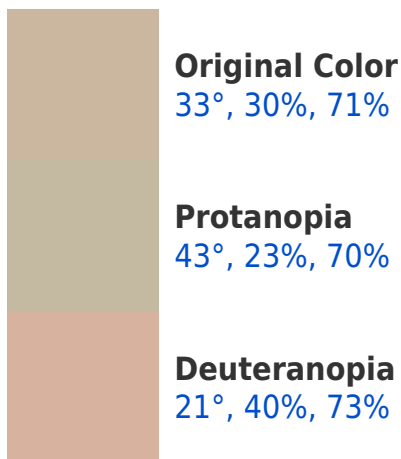 Original Color
33°, 30%, 71%
Protanopia
43°, 23%, 70%
Deuteranopia
21°, 40%, 73%